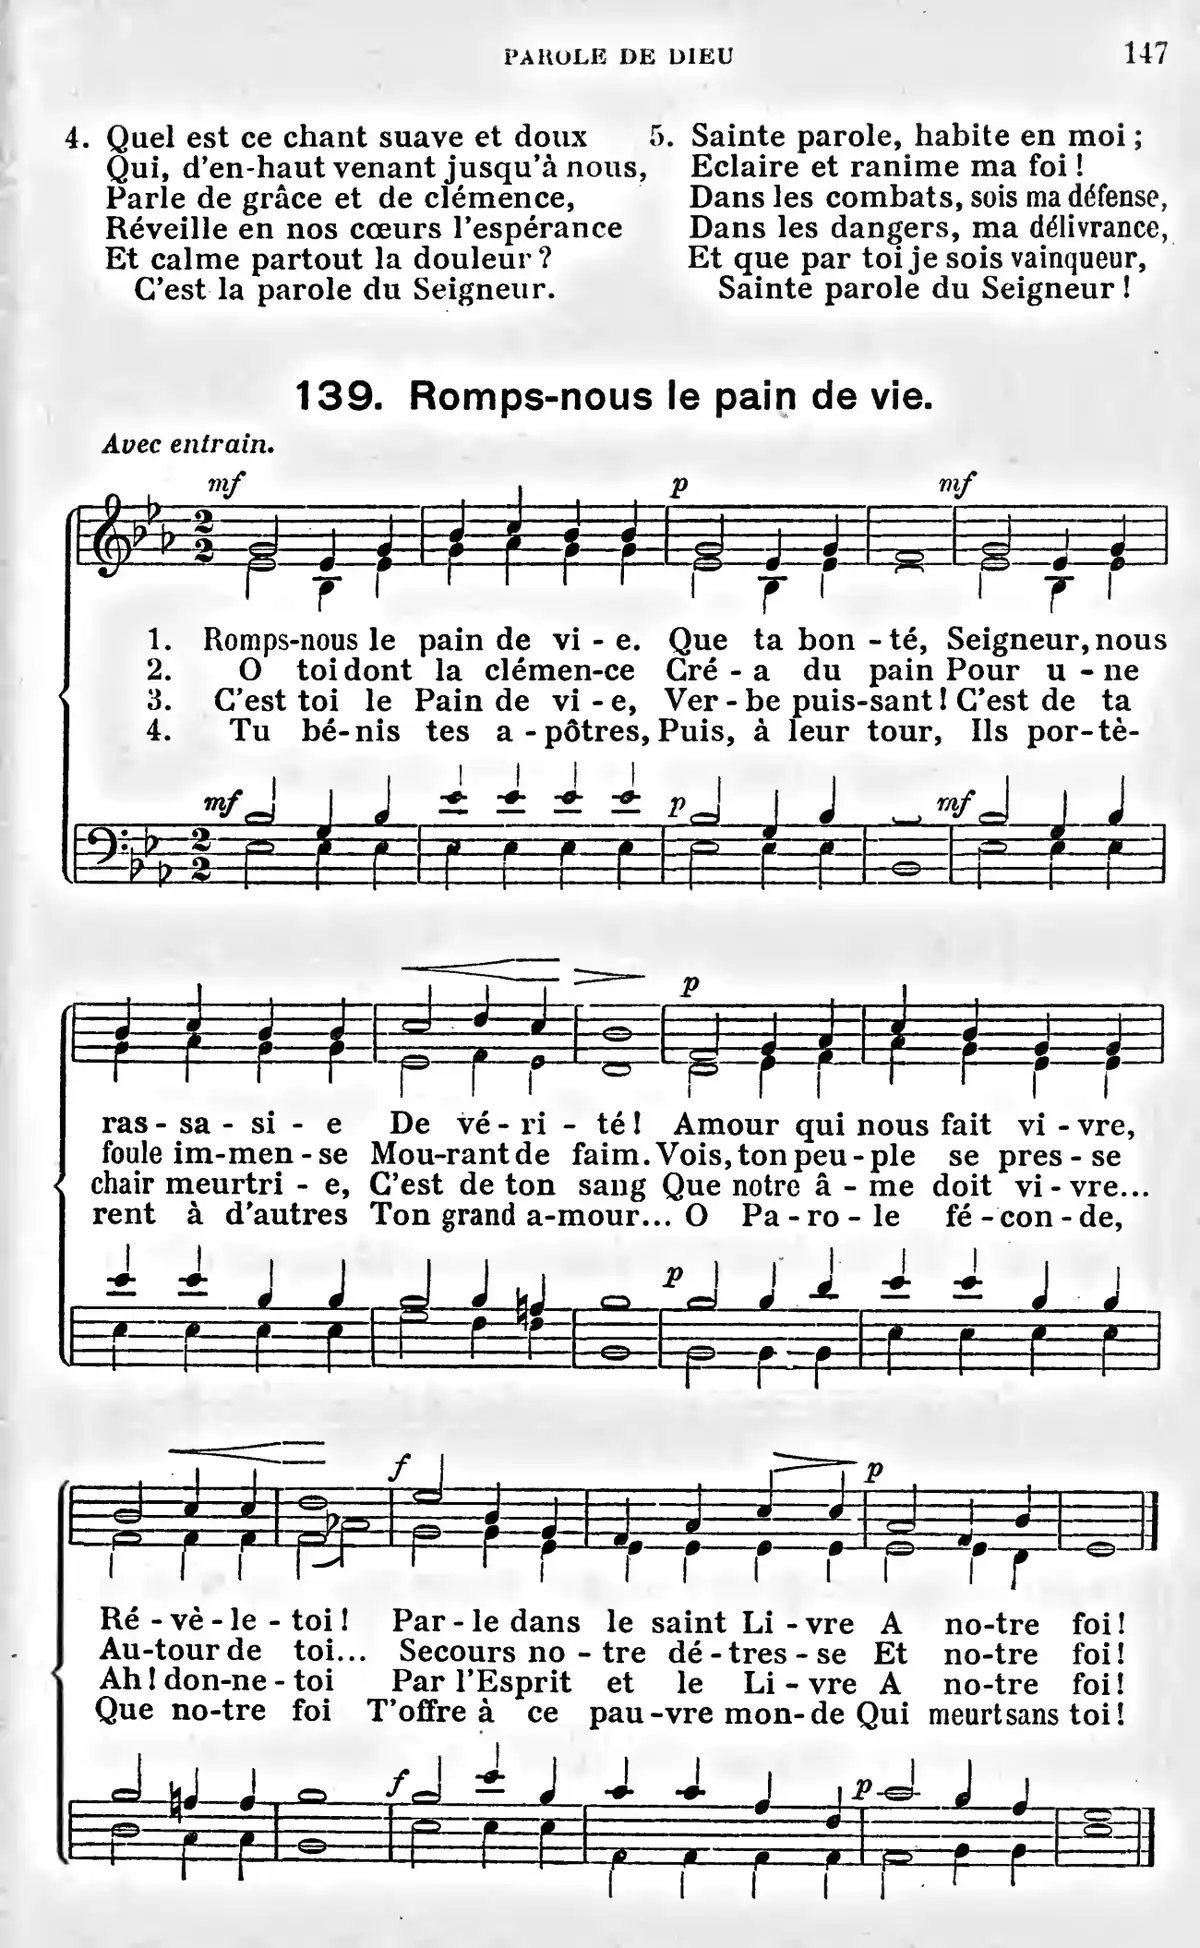 PAROLE DE DIEU 147
4. Quel est ce chant suave et doux
Qui, d'en-haut venant jusqu'à nous,
Parle de grâce et de clémence,
Réveille en nos cœurs l'espérance
Et calme partout la douleur ?
C'est la parole du Seigneur.
5. Sainte parole, habite en moi ;
Eclaire et ranime ma foi !
Dans les combats, sois ma défense,
Dans les dangers, ma délivrance,
Et que par toi je sois vainqueur,
Sainte parole du Seigneur !
139. Romps-nous le pain de vie.
Avec entrain.
mf p mf
2
2
1. Romps-nous le pain de vi - e. Que ta bon - té, Seigneur, nous
2. O toi dont la clémen-ce Cré - a du pain Pour u - ne
3. C'est toi le Pain de vi - e, Ver - be puis-sant! C'est de ta
4. Tu bé-nis tes a - pôtres, Puis, à leur tour, Ils por-tè-
mf p mf
2
2
p
ras - sa - si - e De vé - ri - té! Amour qui nous fait vi - vre,
foule im-men - se Mou-rant de faim. Vois, ton peu - ple se pres - se
chair meurtri - e, C'est de ton sang Que notre â - me doit vi - vre...
rent à d'autres Ton grand a-mour... O Pa - ro - le fé - con - de,
p
f p
Ré - vè - le - toi! Par - le dans le saint Li - vre A no-tre foi!
Au-tour de toi... Secours no - tre dé - tres - se Et no-tre foi!
Ah! don-ne - toi Par l'Esprit et le Li - vre A no-tre foi!
Que no-tre foi T'offre à ce pau-vre mon-de Qui meurt sans toi!
f p